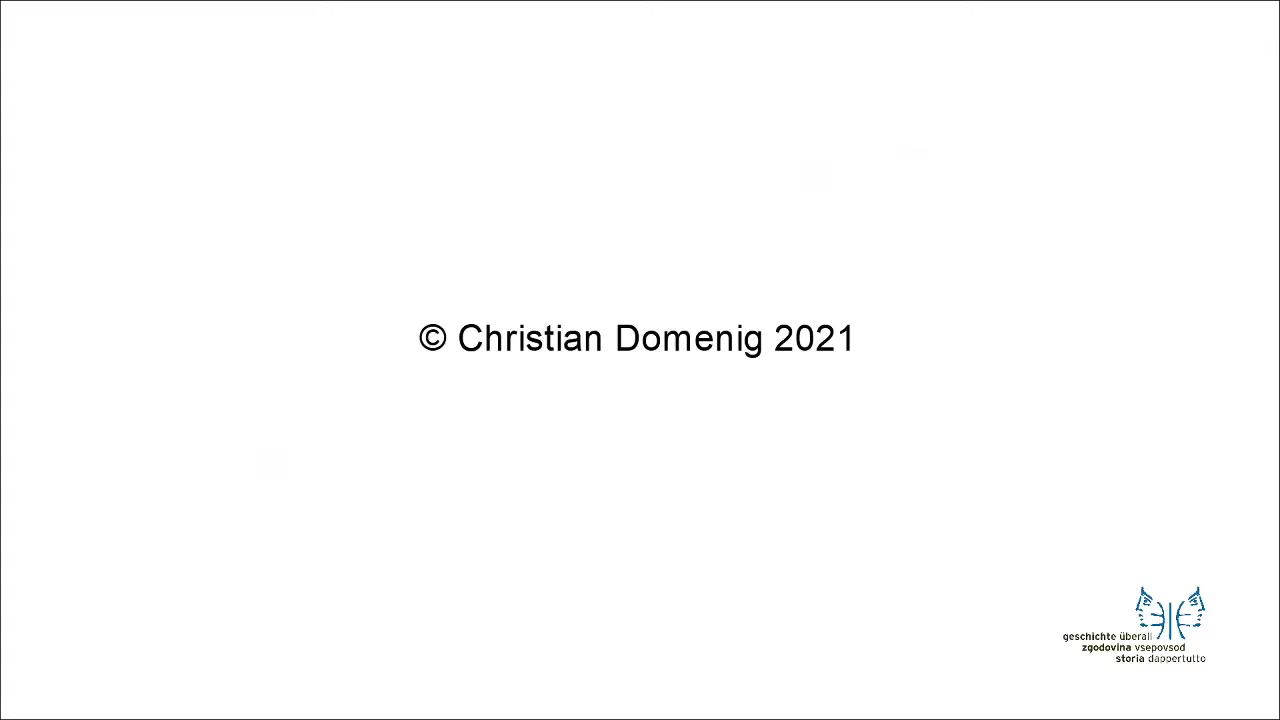 © Christian Domenig 2021
geschichte überall
zgodovina vsepovsod
storia dappertutto